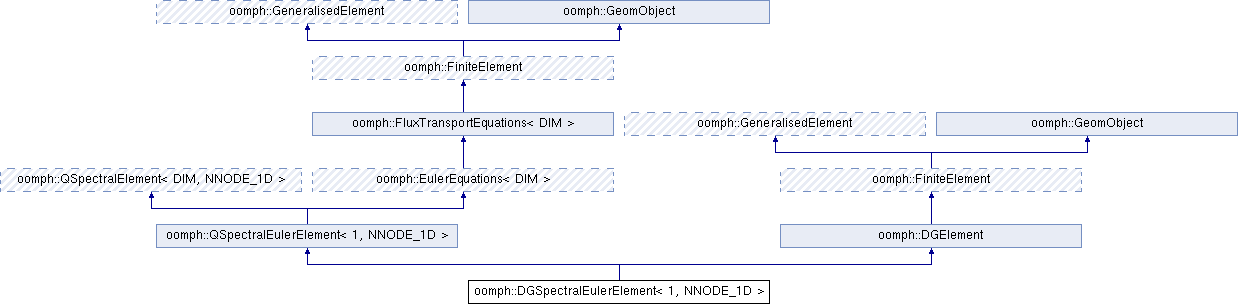 oomph::GeneralisedElement
oomph::GeomObject
oomph::FiniteElement
oomph::FluxTransportEquations< DIM >
oomph::GeneralisedElement
oomph::GeomObject
oomph::QSpectralElement< DIM, NNODE_1D >
oomph::EulerEquations< DIM >
oomph::FiniteElement
oomph::QSpectralEulerElement< 1, NNODE_1D >
oomph::DGElement
oomph::DGSpectralEulerElement< 1, NNODE_1D >